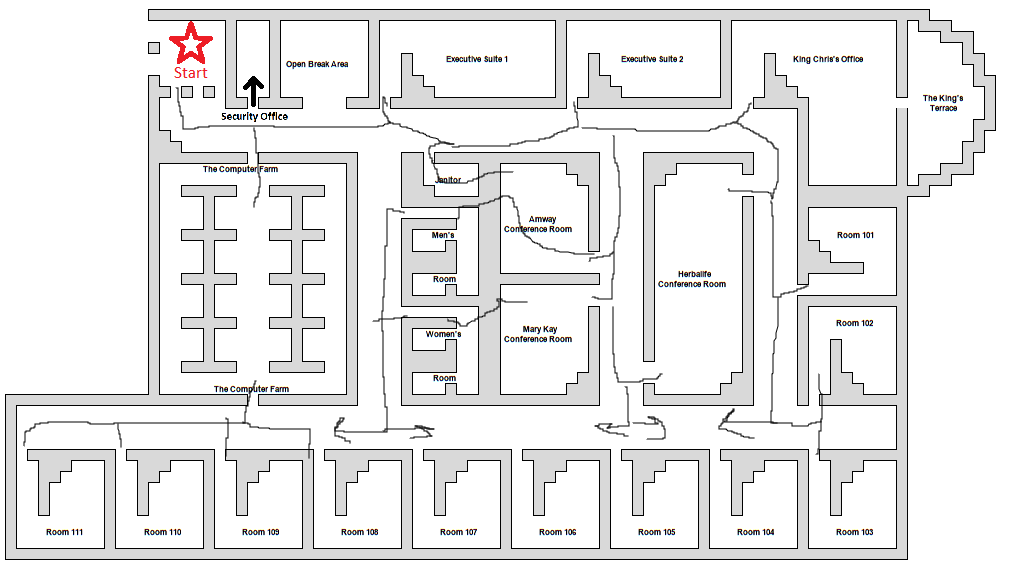 Start
Security Office
Open Break Area
Executive Suite 1
Executive Suite 2
King Chris's Office
The King's
Terrace
The Computer Farm
Janitor
Amway
Conference Room
Men's
Room
Room 101
Herbalife
Conference Room
Room 102
Women's
Room
Mary Kay
Conference Room
The Computer Farm
Room 111
Room 110
Room 109
Room 108
Room 107
Room 106
Room 105
Room 104
Room 103